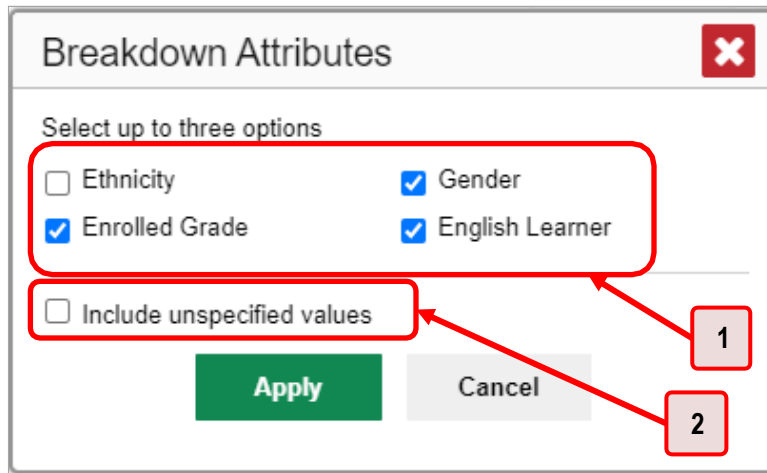 Breakdown Attributes
Select up to three options
Ethnicity Gender
Enrolled Grade English Learner
Include unspecified values
1
Apply Cancel
2